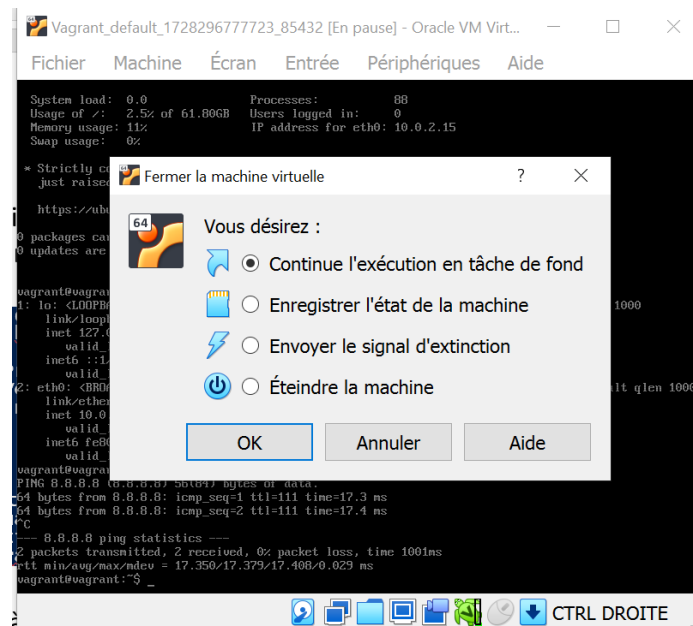 Vagrant_default_1728296777723_85432 [En pause] - Oracle VM Virt...
Fichier Machine Écran Entrée Périphériques Aide
System load: 0.0 Processes: 88
Usage of /: 2.5% of 61.80GB Users logged in: 0
Memory usage: 11% IP address for eth0: 10.0.2.15
Swap usage: 0%
* Strictly
just raised
https://ubu
0 packages can
0 updates are
Fermer la machine virtuelle ? ×
64
Vous désirez :
Continue l'exécution en tâche de fond
Enregistrer l'état de la machine
Envoyer le signal d'extinction
Éteindre la machine
OK Annuler Aide
vagrant@vagran
1: lo: <LOOPBA 1000
link/loopb
inet 127.0
valid_
inet6 ::1/
valid_
2: eth0: <BROA lt qlen 1000
link/ether
inet 10.0
valid_
inet6 fe80
valid_
vagrant@vagran
PING 8.8.8.8 (8.8.8.8) 56(84) bytes of data.
64 bytes from 8.8.8.8: icmp_seq=1 ttl=111 time=17.3 ms
64 bytes from 8.8.8.8: icmp_seq=2 ttl=111 time=17.4 ms
^C
--- 8.8.8.8 ping statistics ---
2 packets transmitted, 2 received, 0% packet loss, time 1001ms
rtt min/avg/max/mdev = 17.350/17.379/17.408/0.029 ms
vagrant@vagrant:~$ _
CTRL DROITE